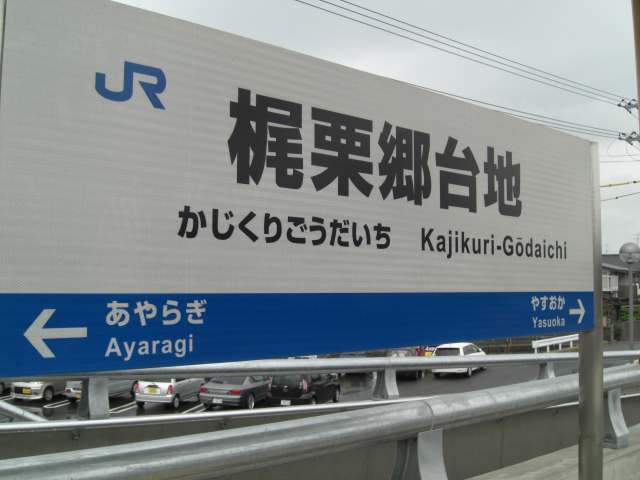 JR
梶栗郷台地
かじくりごうだいち Kajikuri-Gōdaichi
← あやらぎ
Ayaragi
やすおか →
Yasuoka